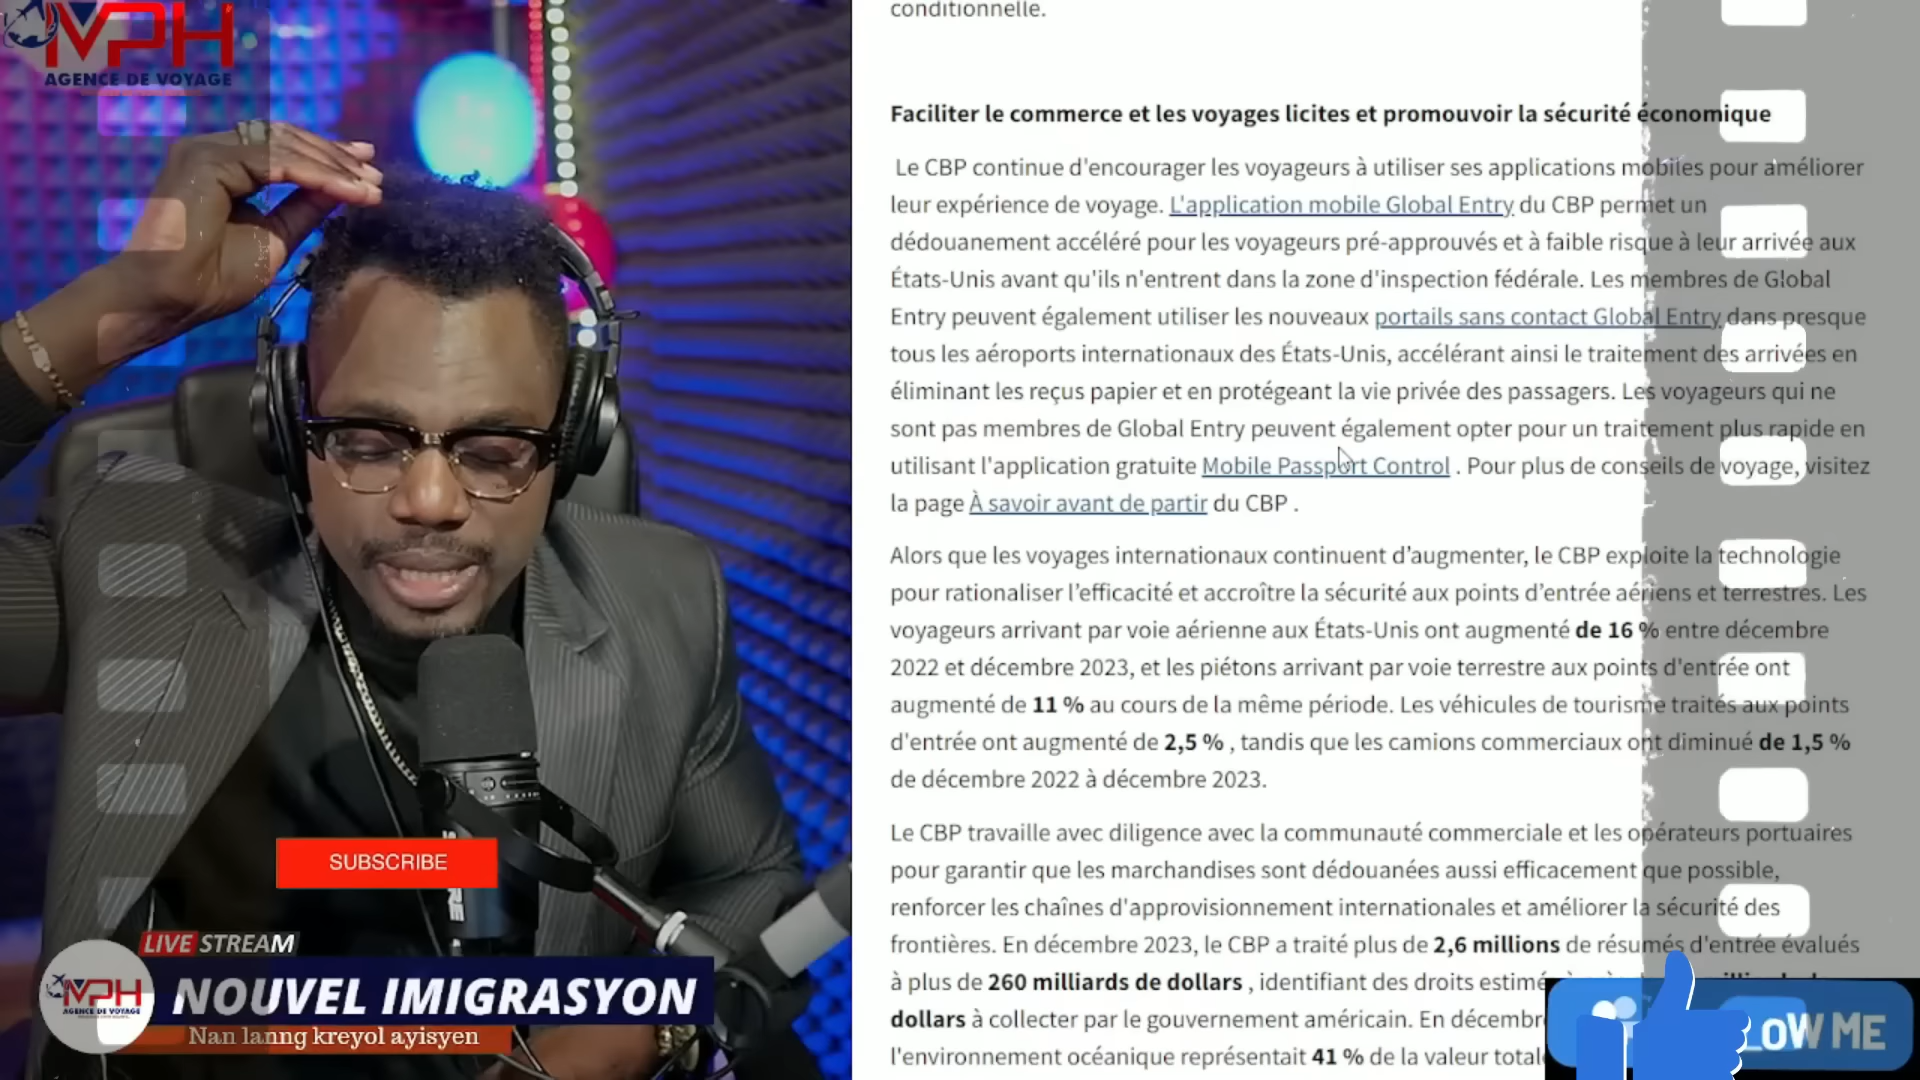 MPH
AGENCE DE VOYAGE
conditionnelle.
Faciliter le commerce et les voyages licites et promouvoir la sécurité économique
Le CBP continue d'encourager les voyageurs à utiliser ses applications mobiles pour améliorer
leur expérience de voyage. L'application mobile Global Entry du CBP permet un
dédouanement accéléré pour les voyageurs pré-approuvés et à faible risque à leur arrivée aux
États-Unis avant qu'ils n'entrent dans la zone d'inspection fédérale. Les membres de Global
Entry peuvent également utiliser les nouveaux portails sans contact Global Entry dans presque
tous les aéroports internationaux des États-Unis, accélérant ainsi le traitement des arrivées en
éliminant les reçus papier et en protégeant la vie privée des passagers. Les voyageurs qui ne
sont pas membres de Global Entry peuvent également opter pour un traitement plus rapide en
utilisant l'application gratuite Mobile Passport Control . Pour plus de conseils de voyage, visitez
la page À savoir avant de partir du CBP .
Alors que les voyages internationaux continuent d’augmenter, le CBP exploite la technologie
pour rationaliser l’efficacité et accroître la sécurité aux points d’entrée aériens et terrestres. Les
voyageurs arrivant par voie aérienne aux États-Unis ont augmenté de 16 % entre décembre
2022 et décembre 2023, et les piétons arrivant par voie terrestre aux points d'entrée ont
augmenté de 11 % au cours de la même période. Les véhicules de tourisme traités aux points
d'entrée ont augmenté de 2,5 % , tandis que les camions commerciaux ont diminué de 1,5 %
de décembre 2022 à décembre 2023.
Le CBP travaille avec diligence avec la communauté commerciale et les opérateurs portuaires
pour garantir que les marchandises sont dédouanées aussi efficacement que possible,
renforcer les chaînes d'approvisionnement internationales et améliorer la sécurité des
frontières. En décembre 2023, le CBP a traité plus de 2,6 millions de résumés d'entrée évalués
à plus de 260 milliards de dollars , identifiant des droits
dollars à collecter par le gouvernement américain. En
l'environnement océanique représentait 41 % de la valeur
SUBSCRIBE
LIVE STREAM
MPH
AGENCE DE VOYAGE
NOUVEL IMIGRASYON
Nan lanng kreyol ayisyen
ME